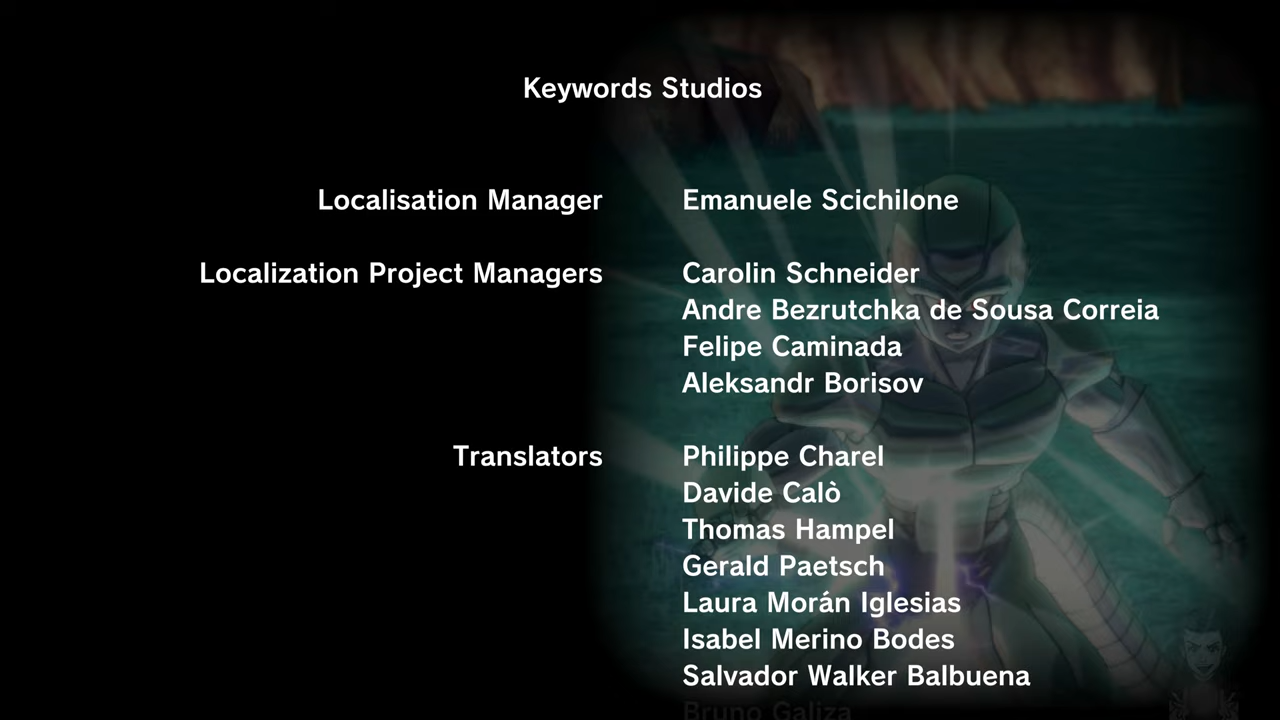 Keywords Studios
Localisation Manager Emanuele Scichilone
Localization Project Managers Carolin Schneider
Andre Bezrutchka de Sousa Correia
Felipe Caminada
Aleksandr Borisov
Translators Philippe Charel
Davide Calò
Thomas Hampel
Gerald Paetsch
Laura Morán Iglesias
Isabel Merino Bodes
Salvador Walker Balbuena
Bruno Galiza